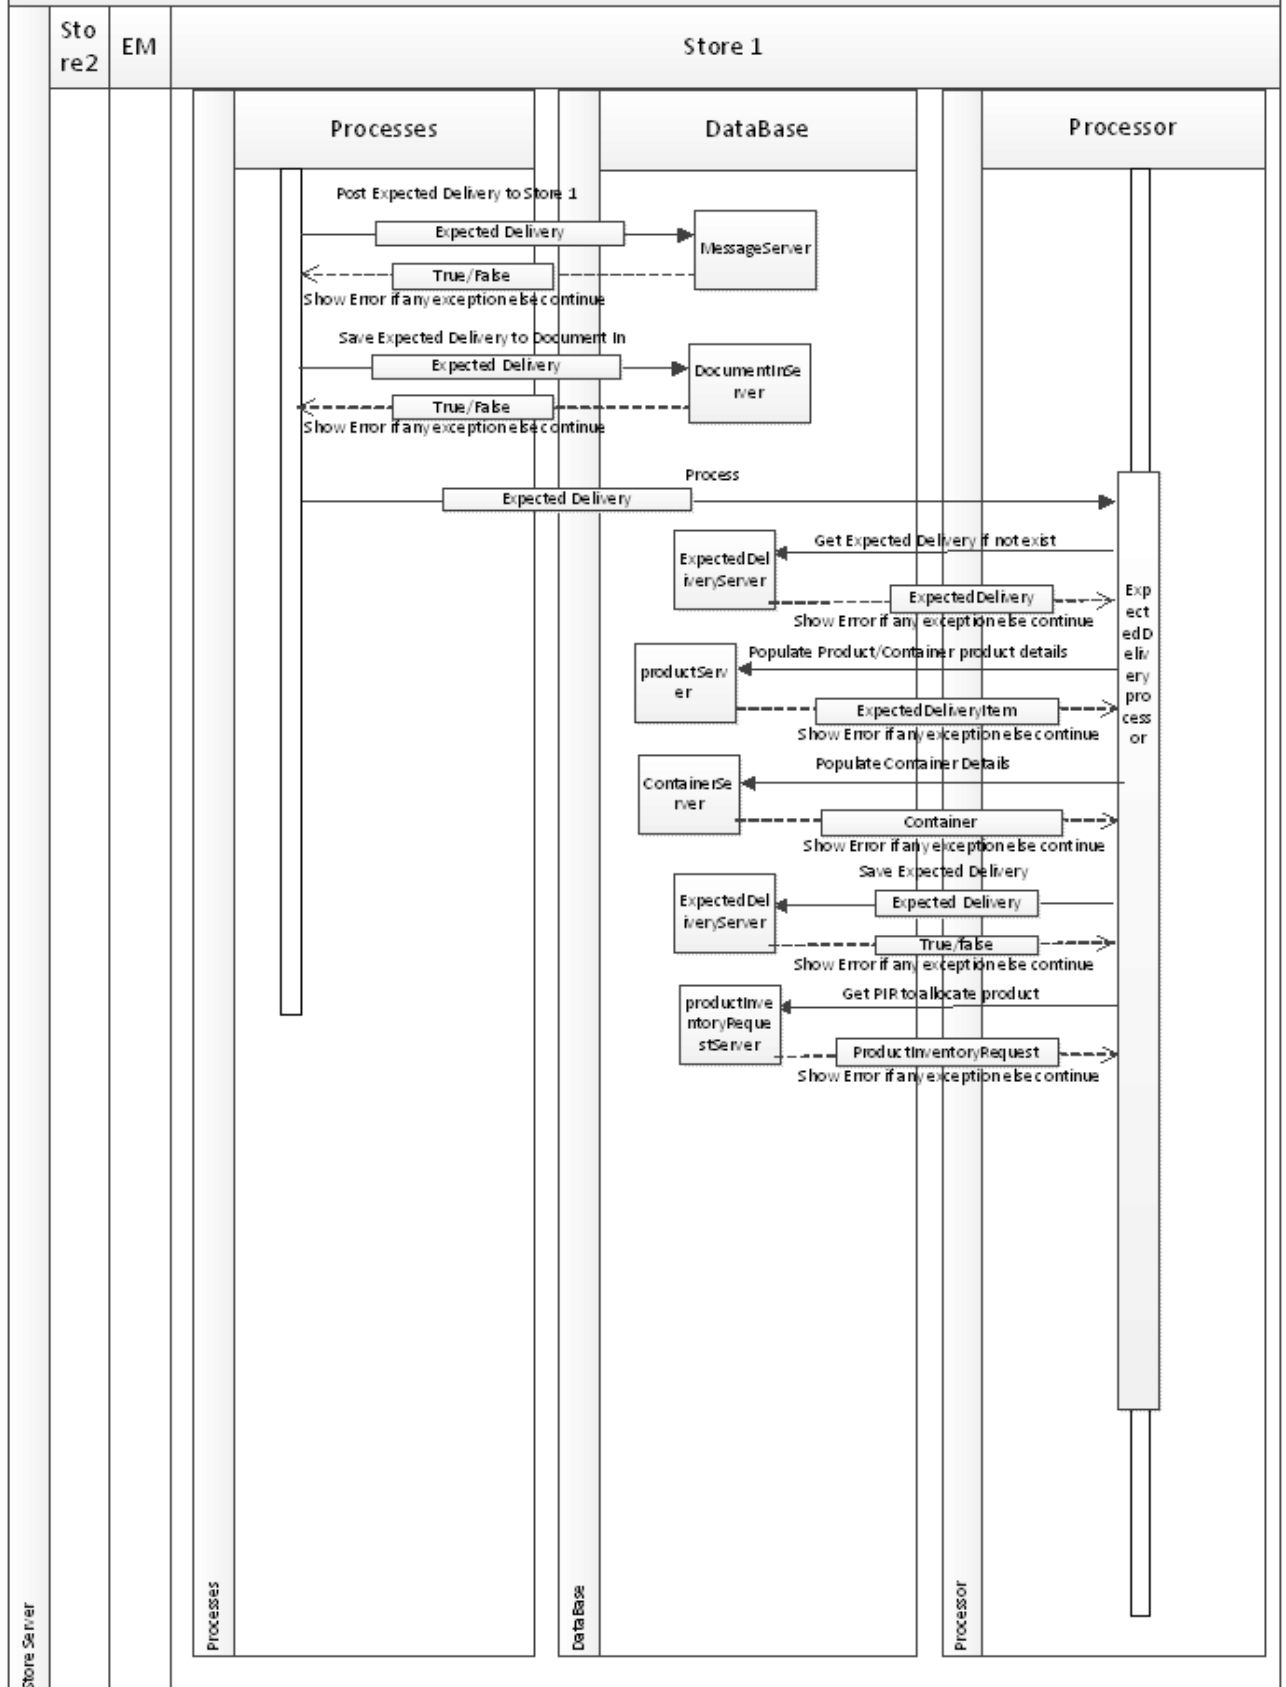 Sto
re2
EM
Store 1
Processes
DataBase
Processor
Post Expected Delivery to Store 1
Expected Delivery
MessageServer
True/False
Show Error if any exception else continue
Save Expected Delivery to Document In
Expected Delivery
DocumentInSe
rver
True/False
Show Error if any exception else continue
Process
Expected Delivery
Get Expected Delivery if not exist
ExpectedDel
iveryServer
ExpectedDelivery
Show Error if any exception else continue
Exp
ect
edD
eliv
ery
pro
cess
or
Populate Product/Container product details
productServ
er
ExpectedDeliveryItem
Show Error if any exception else continue
Populate Container Details
ContainerSe
rver
Container
Show Error if any exception else continue
Save Expected Delivery
ExpectedDel
iveryServer
Expected Delivery
True/false
Show Error if any exception else continue
Get PIR to allocate product
productInve
ntoryReque
stServer
ProductInventoryRequest
Show Error if any exception else continue
Store Server
Processes
DataBase
Processor